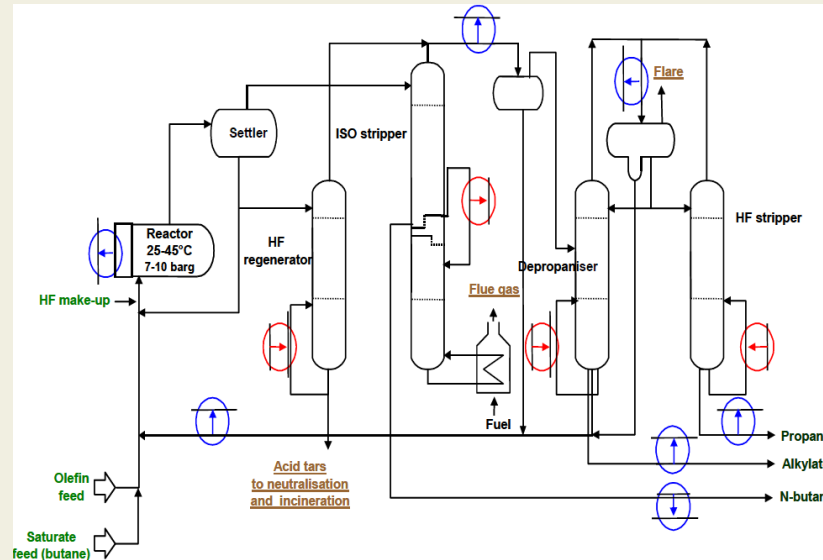 Flare
Settler
ISO stripper
Reactor
25-45°C
7-10 barg
HF
regenerator
Depropaniser
HF stripper
HF make-up
Flue gas
Fuel
Propan
Alkylat
N-butan
Olefin
feed
Acid tars
to neutralisation
and incineration
Saturate
feed (butane)